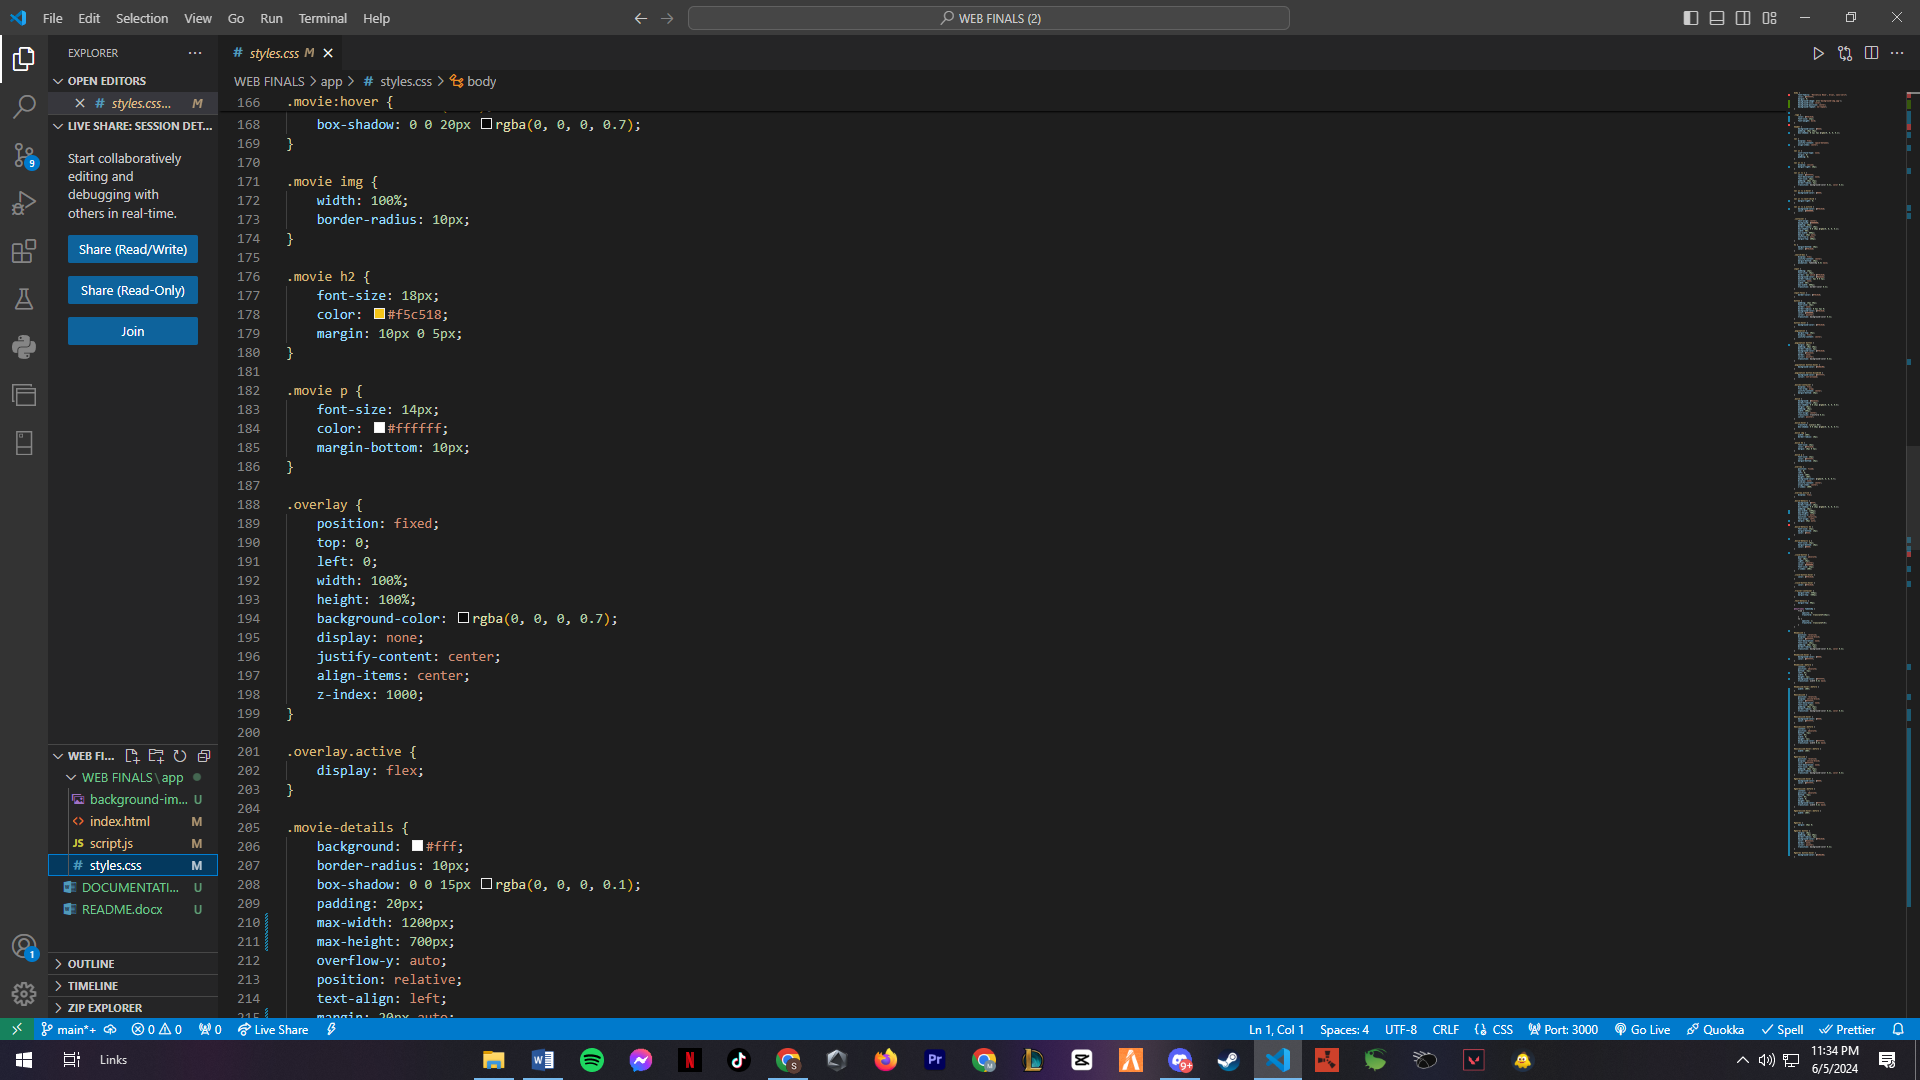 File Edit Selection View Go Run Terminal Help
WEB FINALS (2)
EXPLORER
OPEN EDITORS
styles.css... M
LIVE SHARE: SESSION DET...
Start collaboratively
editing and
debugging with
others in real-time.
Share (Read/Write)
Share (Read-Only)
Join
9
WEB FI...
WEB FINALS \ app
background-im... U
index.html M
JS script.js M
# styles.css M
DOCUMENTATI... U
README.docx U
1
OUTLINE
TIMELINE
ZIP EXPLORER
# styles.css M
WEB FINALS > app > # styles.css > body
166 .movie:hover {
168 box-shadow: 0 0 20px rgba(0, 0, 0, 0.7);
169 }
170
171 .movie img {
172 width: 100%;
173 border-radius: 10px;
174 }
175
176 .movie h2 {
177 font-size: 18px;
178 color: #f5c518;
179 margin: 10px 0 5px;
180 }
181
182 .movie p {
183 font-size: 14px;
184 color: #ffffff;
185 margin-bottom: 10px;
186 }
187
188 .overlay {
189 position: fixed;
190 top: 0;
191 left: 0;
192 width: 100%;
193 height: 100%;
194 background-color: rgba(0, 0, 0, 0.7);
195 display: none;
196 justify-content: center;
197 align-items: center;
198 z-index: 1000;
199 }
200
201 .overlay.active {
202 display: flex;
203 }
204
205 .movie-details {
206 background: #fff;
207 border-radius: 10px;
208 box-shadow: 0 0 15px rgba(0, 0, 0, 0.1);
209 padding: 20px;
210 max-width: 1200px;
211 max-height: 700px;
212 overflow-y: auto;
213 position: relative;
214 text-align: left;
215 margin: 20px auto;
main*+ 0 0 0 Live Share Ln 1, Col 1 Spaces: 4 UTF-8 CRLF CSS Port: 3000 Go Live Quokka Spell Prettier
Links 11:34 PM
6/5/2024